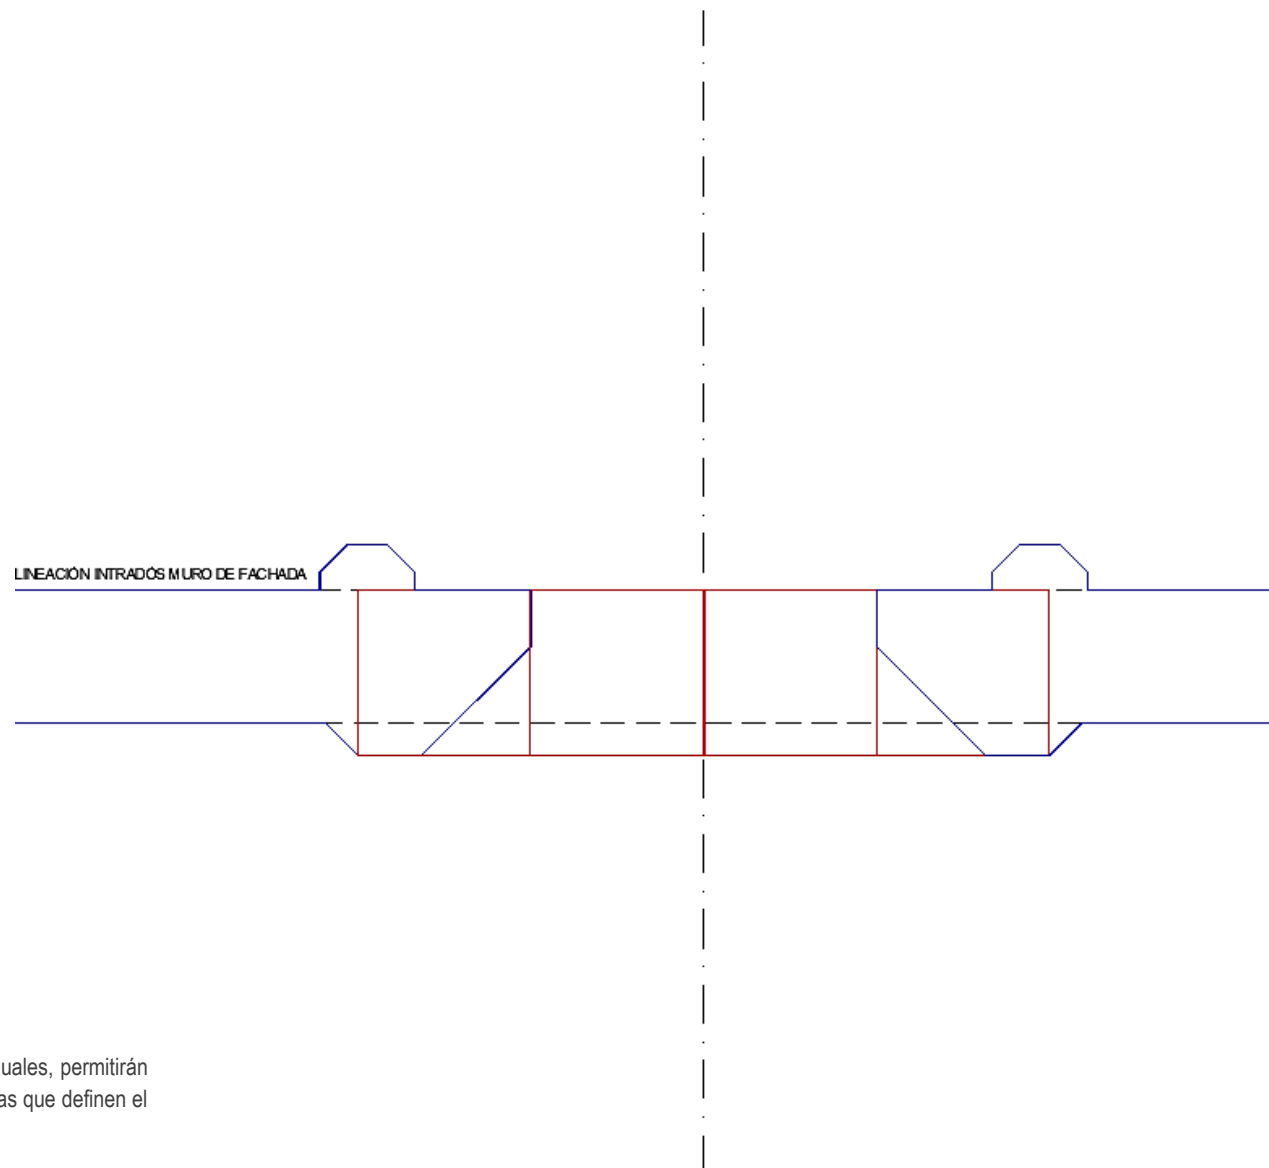 LINEACIÓN INTRADÓS MURO DE FACHADA
uales, permitirán
as que definen el